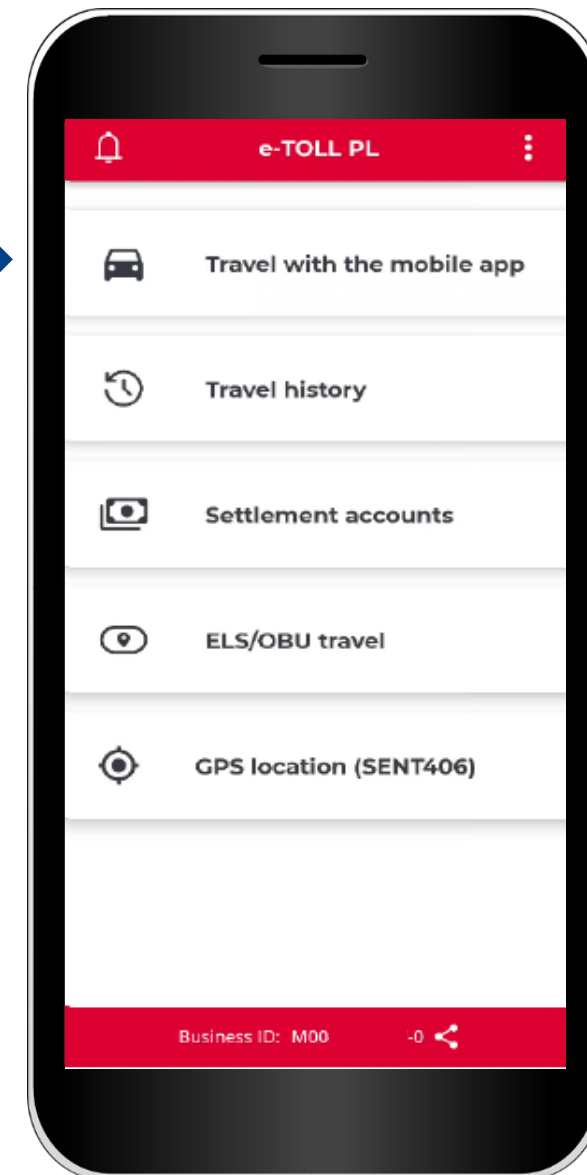 e-TOLL PL
Travel with the mobile app
Travel history
Settlement accounts
ELS/OBU travel
GPS location (SENT406)
Business ID: M00 -0